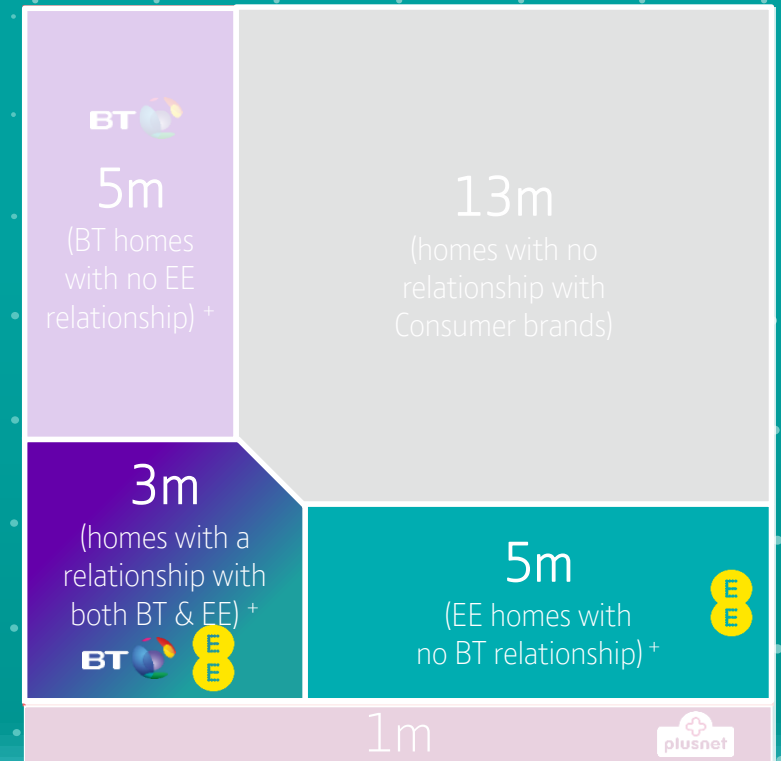 BT
5m
(BT homes
with no EE
relationship) +
13m
(homes with no
relationship with
Consumer brands)
3m
(homes with a
relationship with
both BT & EE) +
BT EE
5m
(EE homes with
no BT relationship) +
EE
1m
plusnet